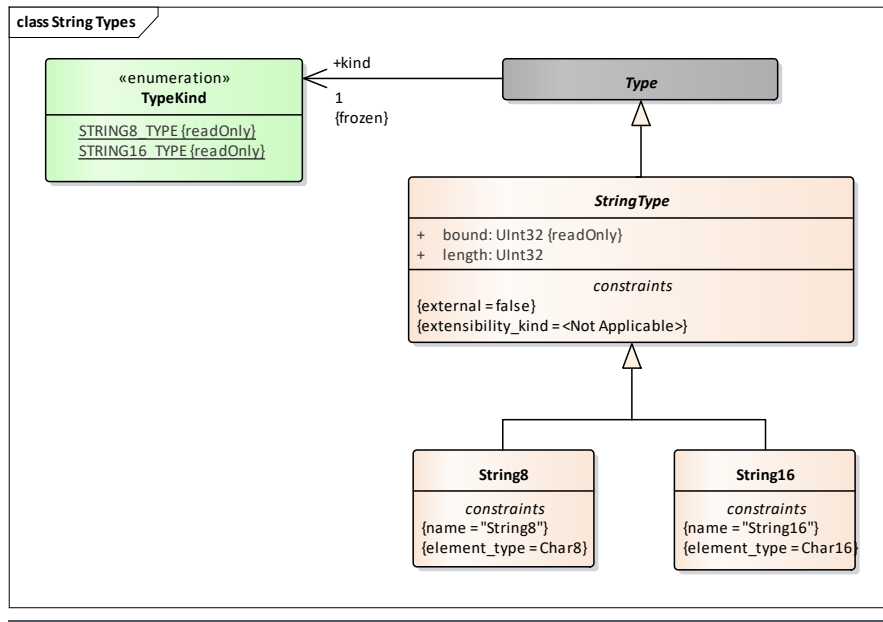 class String Types
«enumeration»
TypeKind
STRING8_TYPE {readOnly}
STRING16_TYPE {readOnly}
+kind
1
{frozen}
Type
StringType
+ bound: UInt32 {readOnly}
+ length: UInt32
constraints
{external = false}
{extensibility_kind = <Not Applicable>}
String8
constraints
{name = "String8"}
{element_type = Char8}
String16
constraints
{name = "String16"}
{element_type = Char16}